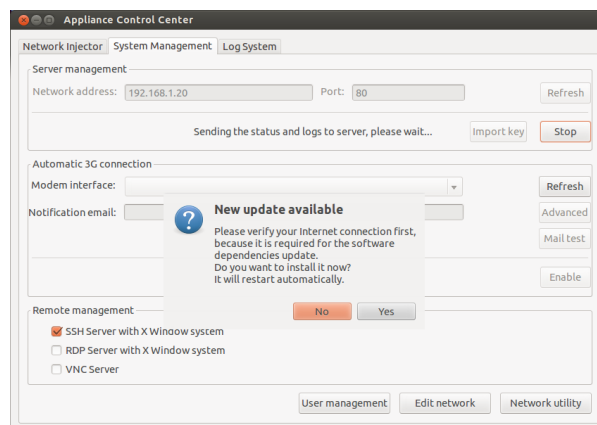 Appliance Control Center
Network Injector System Management Log System
Server management
Network address: 192.168.1.20 Port: 80 Refresh
Sending the status and logs to server, please wait... Import key Stop
Automatic 3G connection
Modem interface: Refresh
Notification email: Advanced
Mail test
Enable
New update available
Please verify your Internet connection first,
because it is required for the software
dependencies update.
Do you want to install it now?
It will restart automatically.
No Yes
Remote management
SSH Server with X Window system
RDP Server with X Window system
VNC Server
User management Edit network Network utility